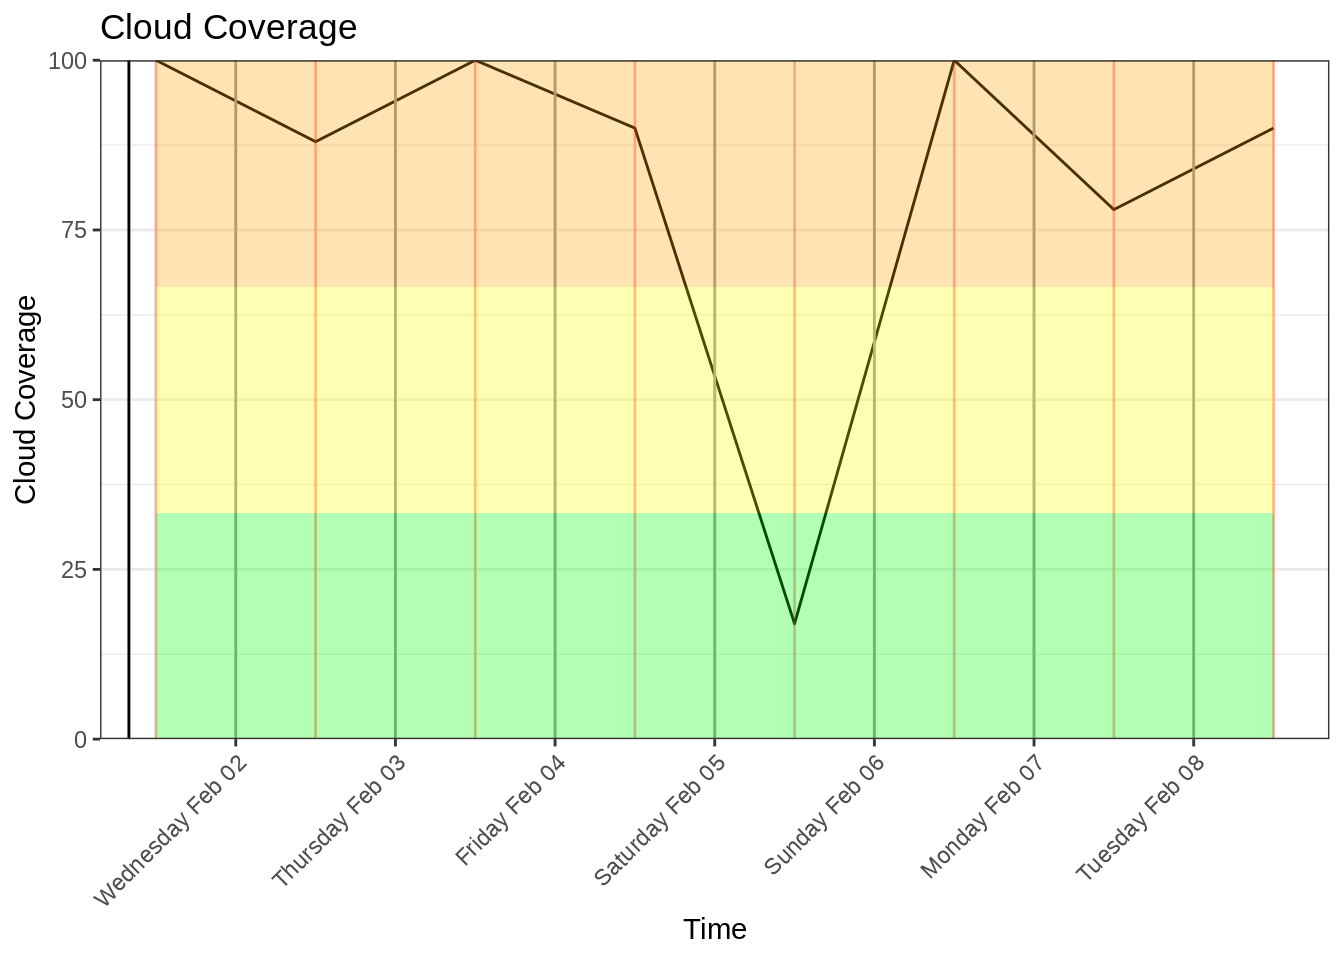 Cloud Coverage
100
75
50
25
0
Cloud Coverage
Wednesday Feb 02
Thursday Feb 03
Friday Feb 04
Saturday Feb 05
Sunday Feb 06
Monday Feb 07
Tuesday Feb 08
Time